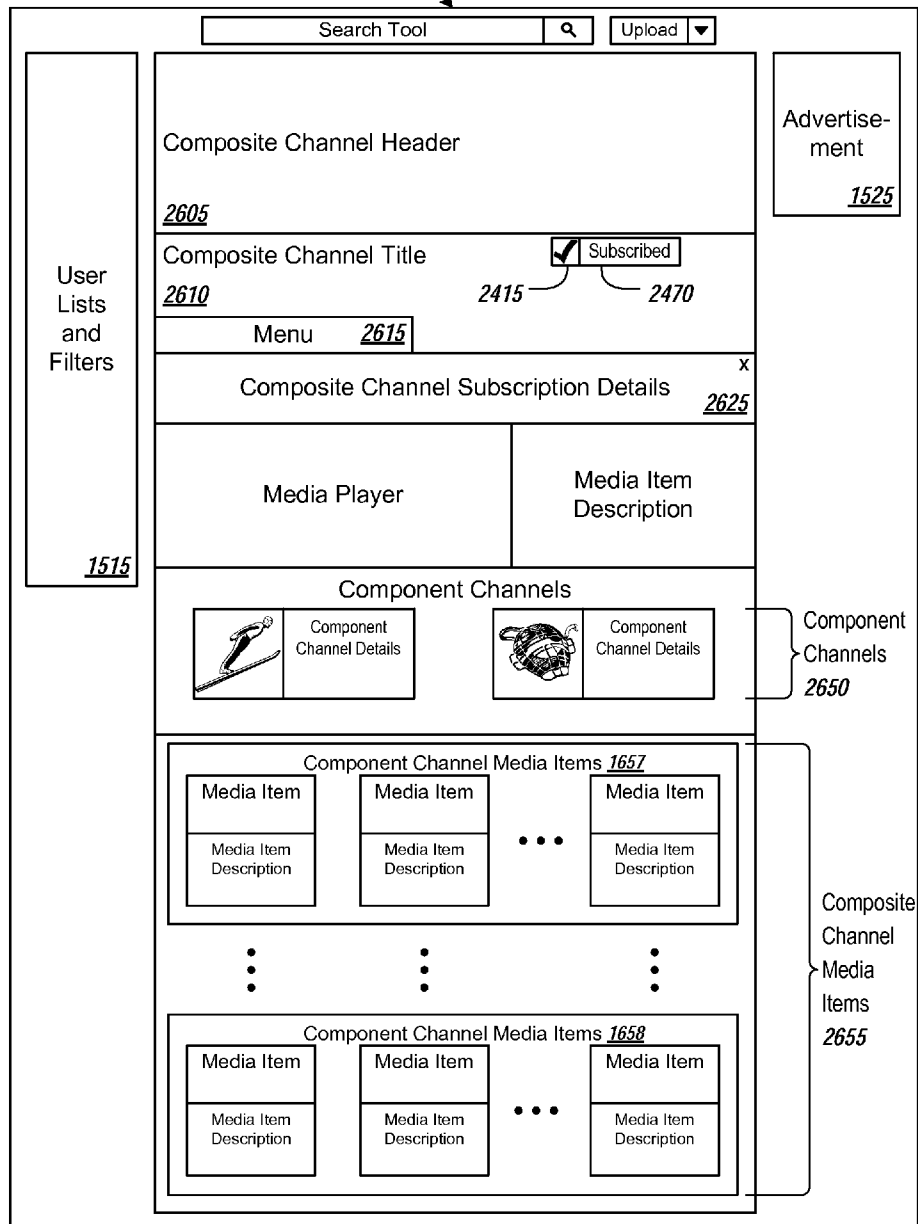 Search Tool
Upload
User
Lists
and
Filters
1515
Composite Channel Header
2605
Advertise-
ment
1525
Composite Channel Title
2610
Subscribed
2415
2470
Menu 2615
x
Composite Channel Subscription Details
2625
Media Player
Media Item
Description
Component Channels
Component
Channel Details
Component
Channel Details
Component
Channels
2650
Component Channel Media Items 1657
Media Item
Media Item
Description
Media Item
Media Item
Description
Media Item
Media Item
Description
Composite
Channel
Media
Items
2655
Component Channel Media Items 1658
Media Item
Media Item
Description
Media Item
Media Item
Description
Media Item
Media Item
Description